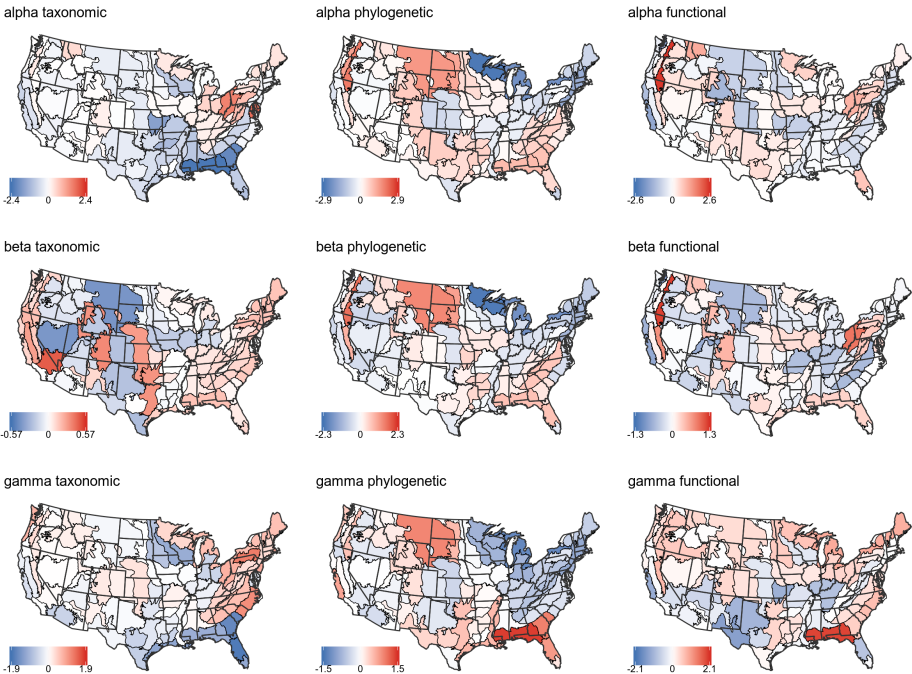 alpha taxonomic
alpha phylogenetic
alpha functional
-2.4 0 2.4
-2.9 0 2.9
-2.6 0 2.6
beta taxonomic
beta phylogenetic
beta functional
-0.57 0 0.57
-2.3 0 2.3
-1.3 0 1.3
gamma taxonomic
gamma phylogenetic
gamma functional
-1.9 0 1.9
-1.5 0 1.5
-2.1 0 2.1